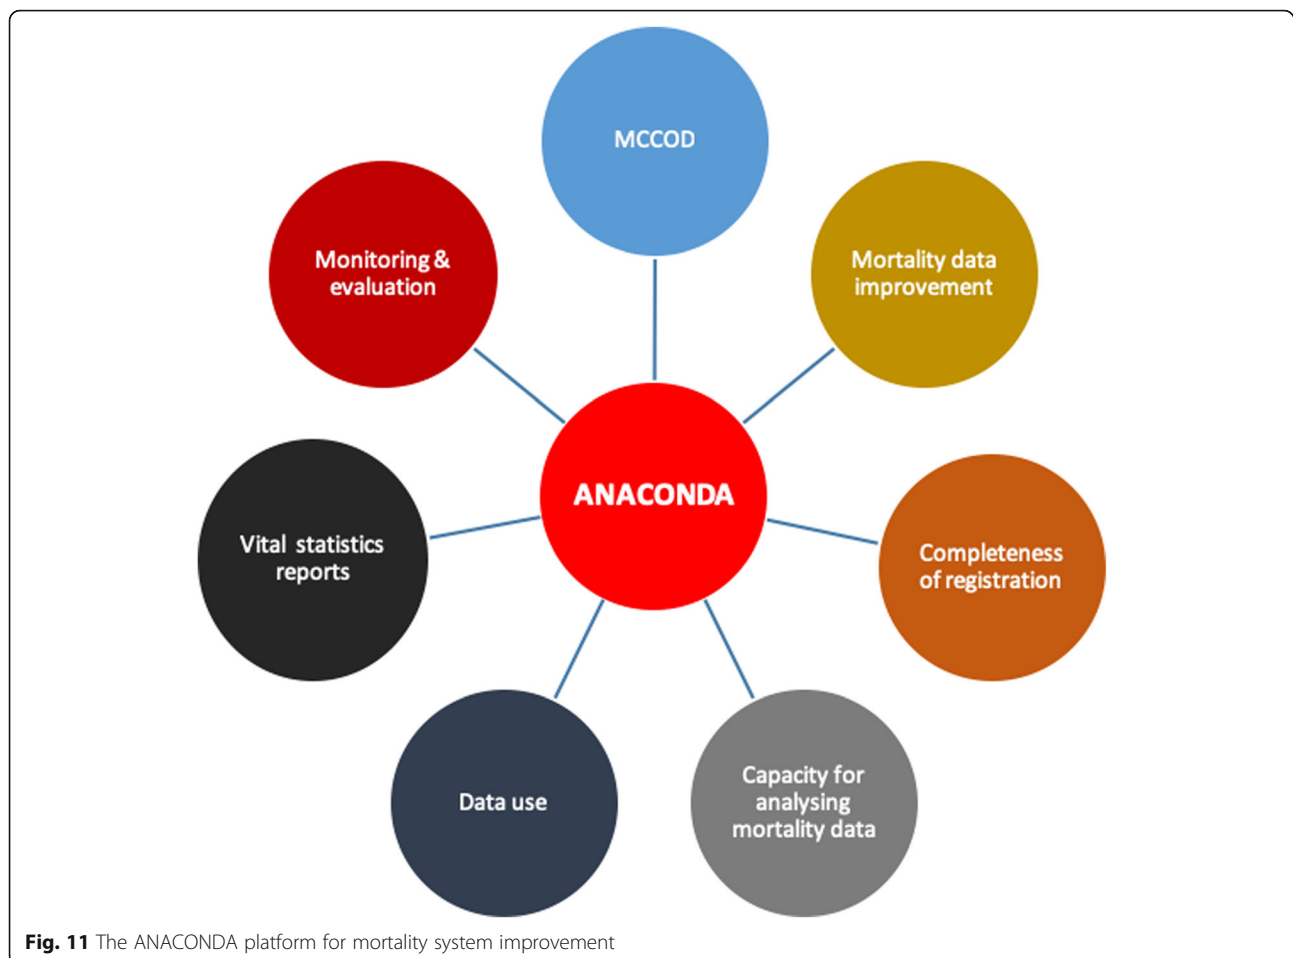 MCCOD
Monitoring &
evaluation
Mortality data
improvement
ANACONDA
Vital statistics
reports
Completeness
of registration
Data use
Capacity for
analysing
mortality data
Fig. 11 The ANACONDA platform for mortality system improvement